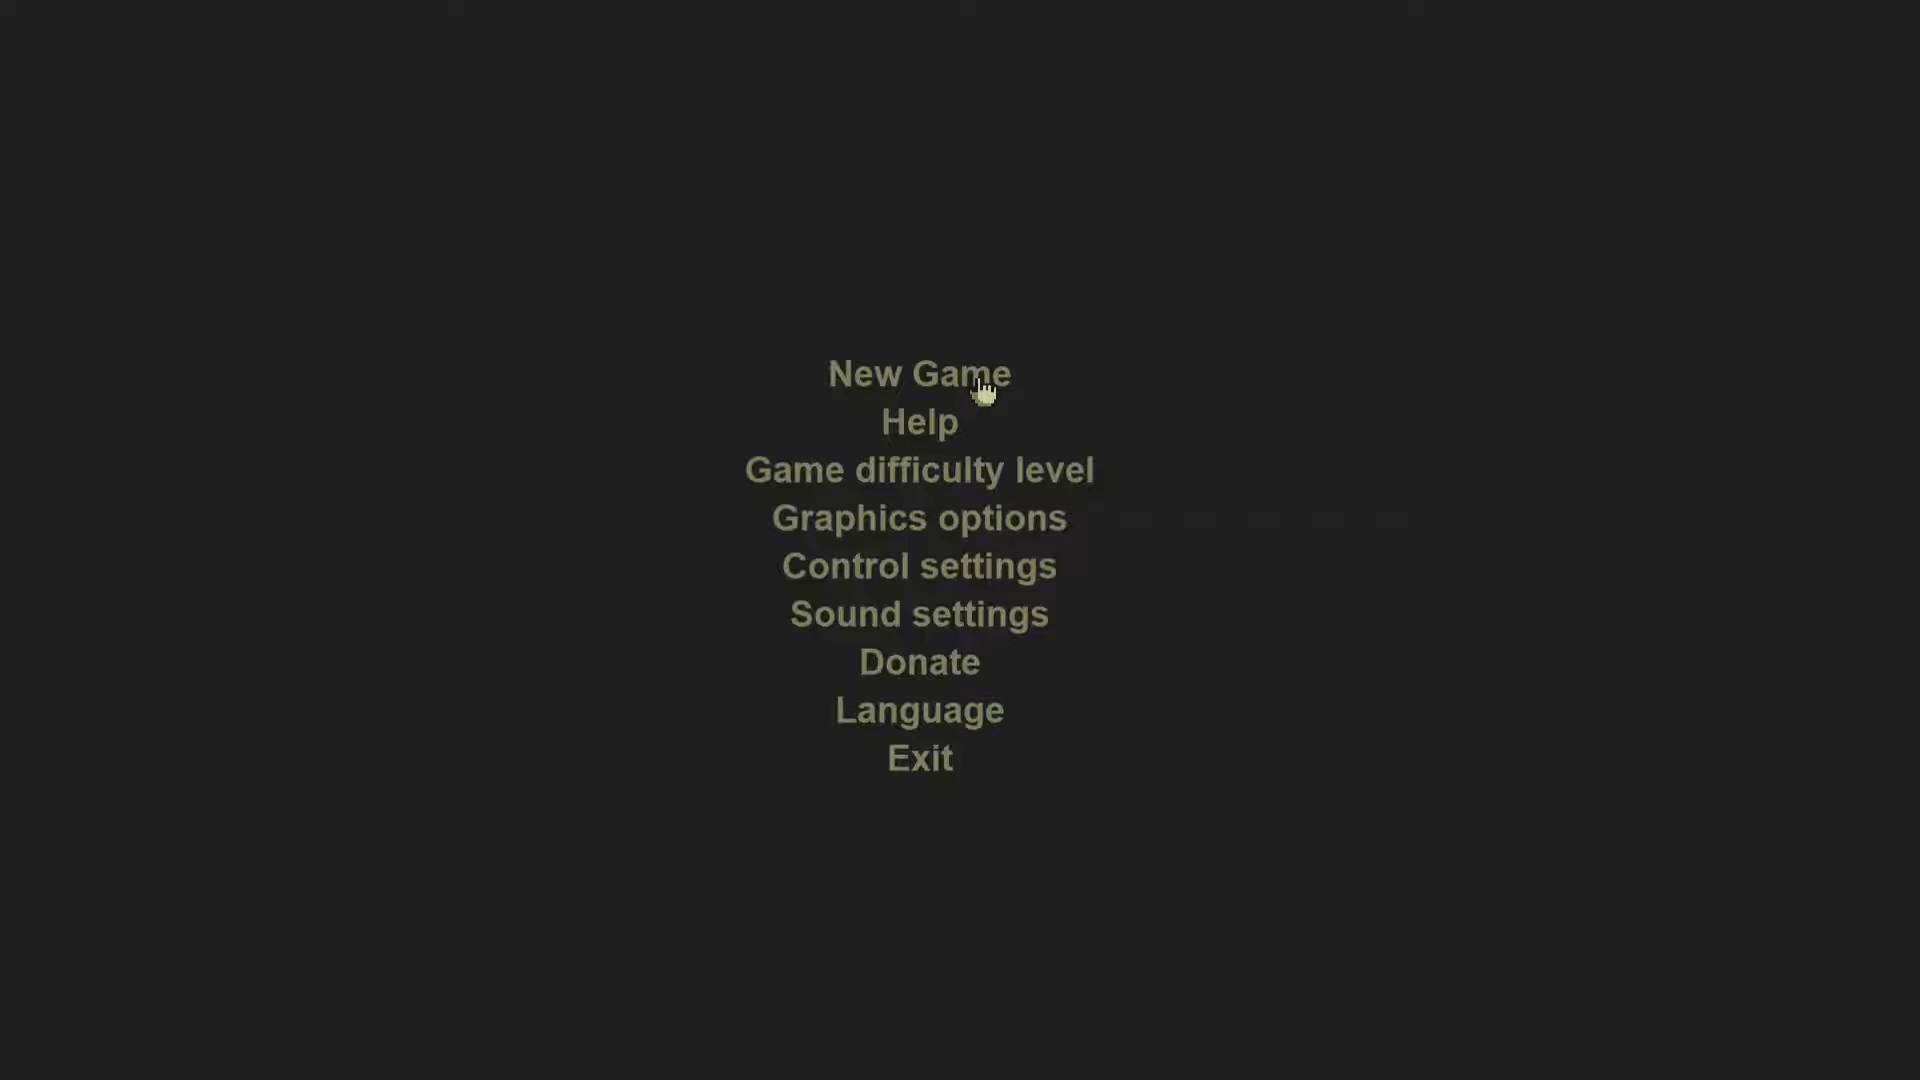 New Game
Help
Game difficulty level
Graphics options
Control settings
Sound settings
Donate
Language
Exit